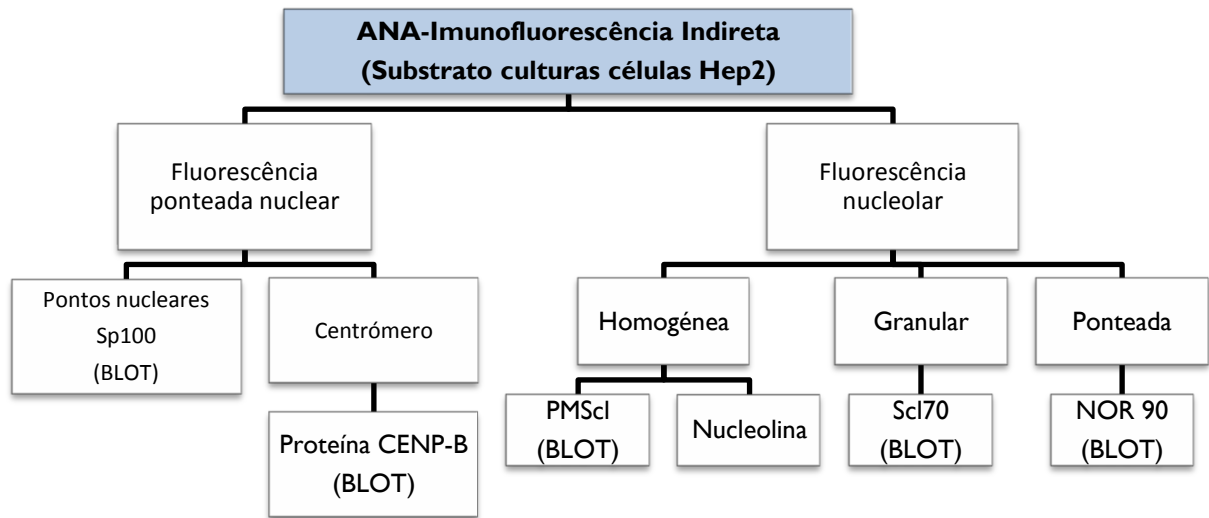 ANA-Imunofluorescência Indireta
(Substrato culturas células Hep2)
Fluorescência
ponteada nuclear
Fluorescência
nucleolar
Pontos nucleares
Sp100
(BLOT)
Centrómero
Homogénea
Granular
Ponteada
Proteína CENP-B
(BLOT)
PMScl
(BLOT)
Nucleolina
Scl70
(BLOT)
NOR 90
(BLOT)